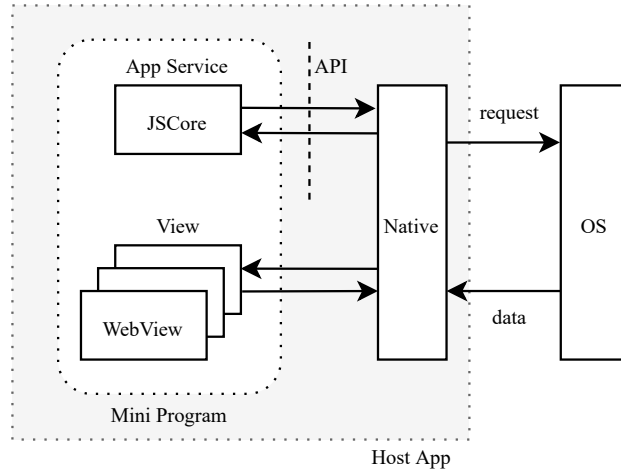 App Service
API
JSCore
request
View
Native
OS
WebView
data
Mini Program
Host App